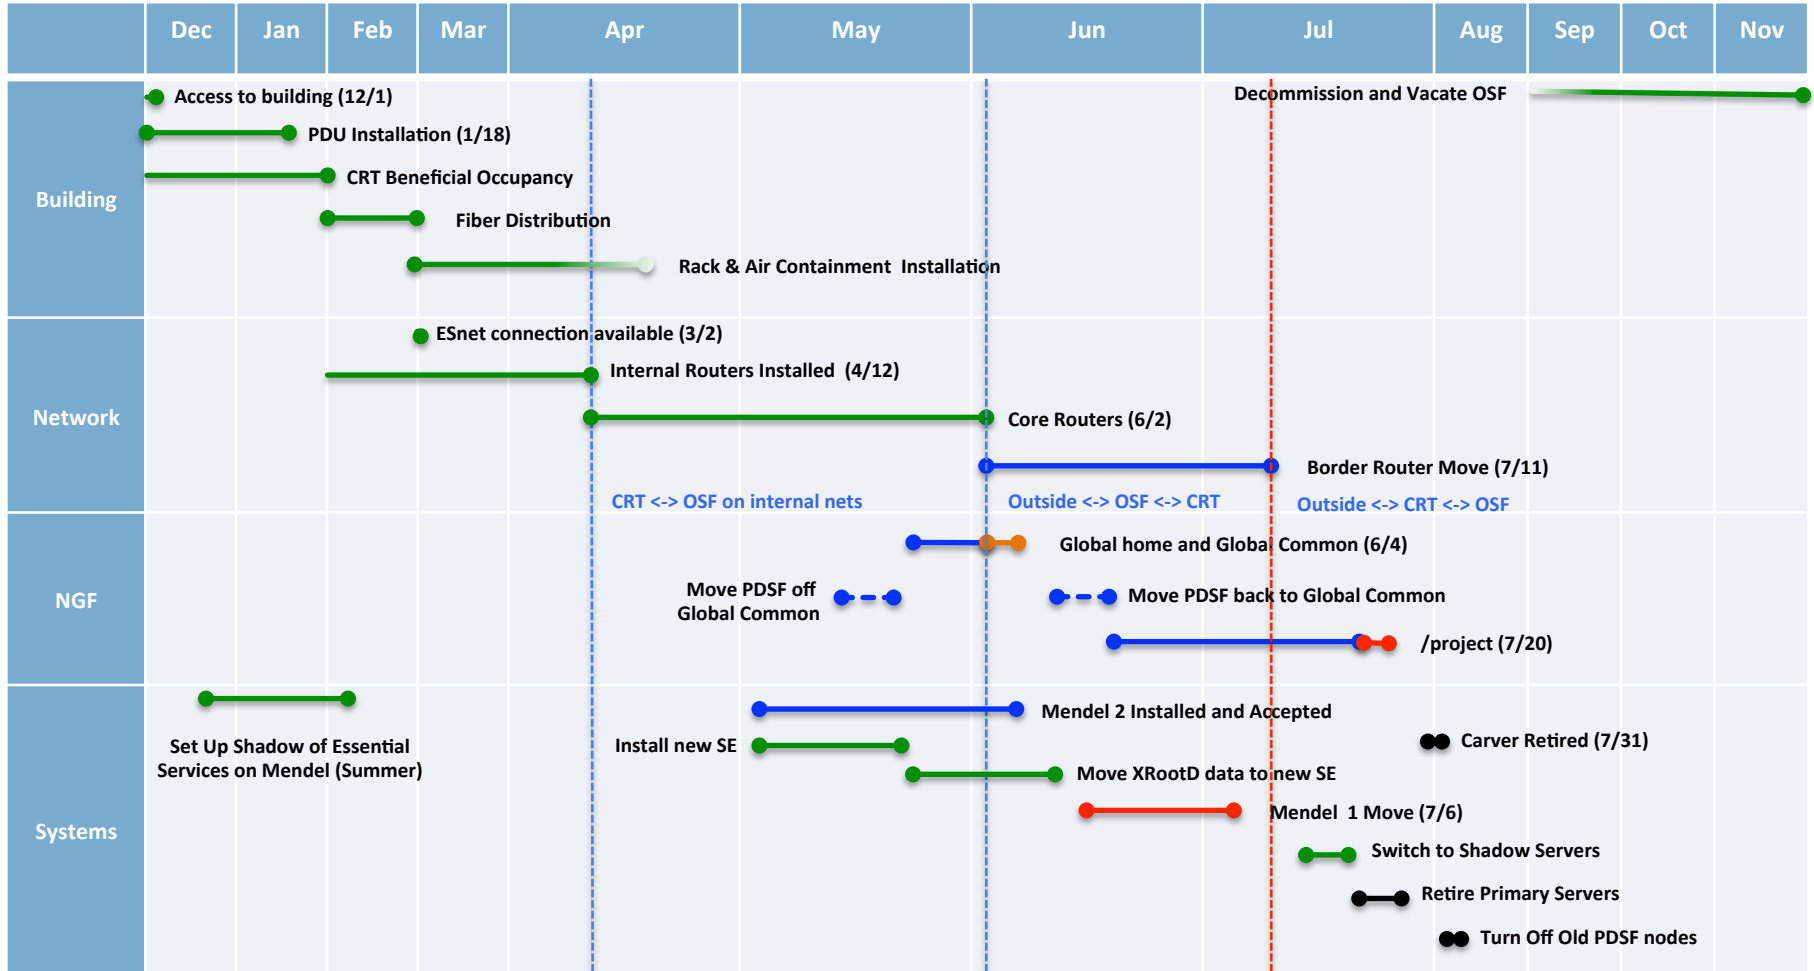 Dec Jan Feb Mar Apr May Jun Jul Aug Sep Oct Nov
Building
Access to building (12/1)
Decommission and Vacate OSF
PDU Installation (1/18)
CRT Beneficial Occupancy
Fiber Distribution
Rack & Air Containment  Installation
Network
ESnet connection available (3/2)
Internal Routers Installed  (4/12)
Core Routers (6/2)
Border Router Move (7/11)
CRT <-> OSF on internal nets
Outside <-> OSF <-> CRT
Outside <-> CRT <-> OSF
NGF
Global home and Global Common (6/4)
Move PDSF off
Global Common
Move PDSF back to Global Common
/project (7/20)
Systems
Set Up Shadow of Essential
Services on Mendel (Summer)
Mendel 2 Installed and Accepted
Install new SE
Carver Retired (7/31)
Move XRootD data to new SE
Mendel  1 Move (7/6)
Switch to Shadow Servers
Retire Primary Servers
Turn Off Old PDSF nodes